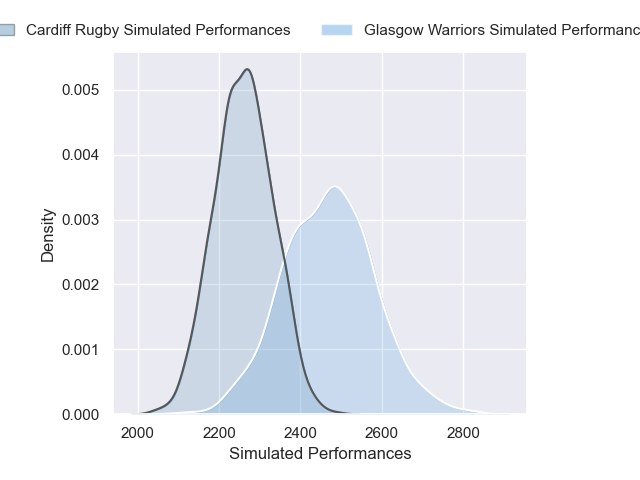 Cardiff Rugby Simulated Performances
Glasgow Warriors Simulated Performanc
0.005
0.004
0.003
0.002
0.001
0.000
Density
2000 2200 2400 2600 2800
Simulated Performances